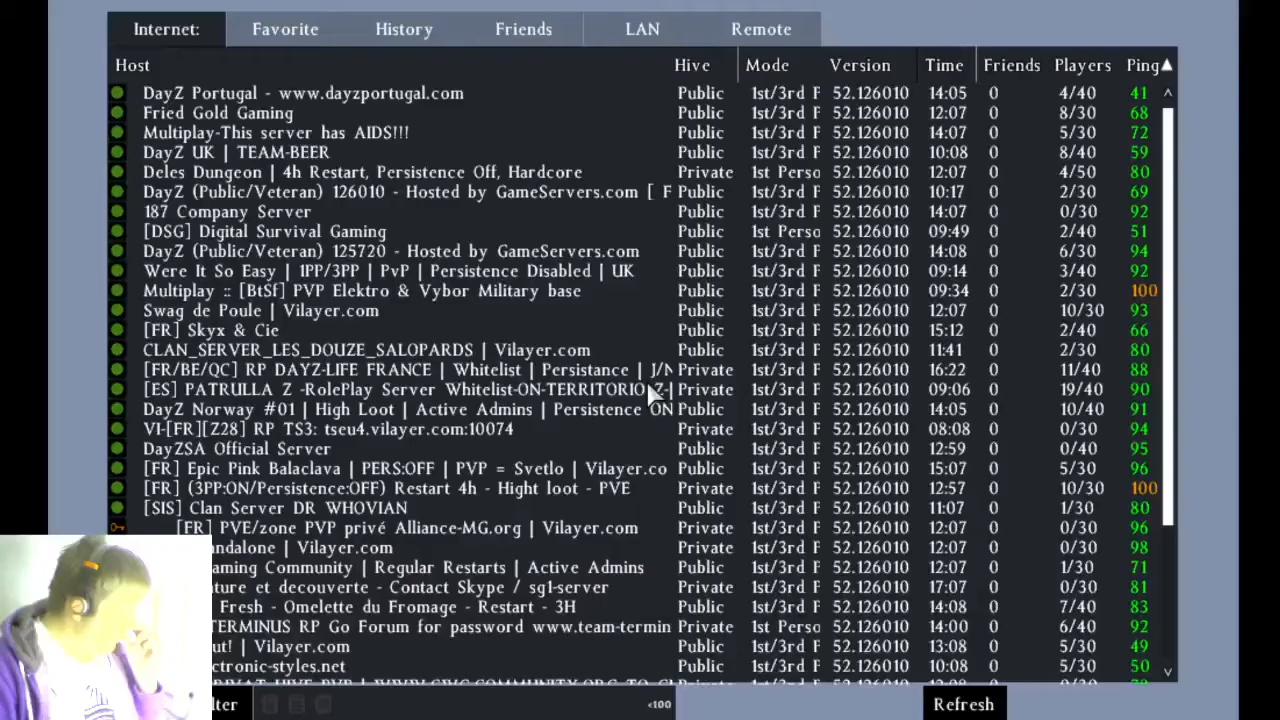 Internet: Favorite History Friends LAN Remote
Host Hive Mode Version Time Friends Players Ping
DayZ Portugal - www.dayzportugal.com Public 1st/3rd P 52.126010 14:05 0 4/40 41
Fried Gold Gaming Public 1st/3rd P 52.126010 12:07 0 8/30 68
Multiplay-This server has AIDS!!! Public 1st/3rd P 52.126010 14:07 0 5/30 72
DayZ UK | TEAM-BEER Public 1st/3rd P 52.126010 10:08 0 8/40 59
Deles Dungeon | 4h Restart, Persistence Off, Hardcore Private 1st Perso 52.126010 12:07 0 4/50 80
DayZ (Public/Veteran) 126010 - Hosted by GameServers.com [ F Public 1st/3rd P 52.126010 10:17 0 2/30 69
187 Company Server Public 1st/3rd P 52.126010 14:07 0 0/30 92
[DSG] Digital Survival Gaming Public 1st Perso 52.126010 09:49 0 2/40 51
DayZ (Public/Veteran) 125720 - Hosted by GameServers.com Public 1st/3rd P 52.126010 14:08 0 6/30 94
Were It So Easy | 1PP/3PP | PvP | Persistence Disabled | UK Public 1st/3rd P 52.126010 09:14 0 3/40 92
Multiplay :: [BtSf] PVP Elektro & Vybor Military base Public 1st/3rd P 52.126010 09:34 0 2/30 100
Swag de Poule | Vilayer.com Public 1st/3rd P 52.126010 12:07 0 10/30 93
[FR] Skyx & Cie Public 1st/3rd P 52.126010 15:12 0 2/40 66
CLAN_SERVER_LES_DOUZE_SALOPARDS | Vilayer.com Public 1st/3rd P 52.126010 11:41 0 2/30 80
[FR/BE/QC] RP DAYZ-LIFE FRANCE | Whitelist | Persistance | J/N Private 1st/3rd P 52.126010 16:22 0 11/40 88
[ES] PATRULLA Z -RolePlay Server Whitelist-ON-TERRITORIO Z-| Private 1st/3rd P 52.126010 09:06 0 19/40 90
DayZ Norway #01 | High Loot | Active Admins | Persistence ON Public 1st/3rd P 52.126010 14:05 0 10/40 91
VI-[FR][Z28] RP TS3: tseu4.vilayer.com:10074 Private 1st/3rd P 52.126010 08:08 0 0/30 94
DayZSA Official Server Public 1st/3rd P 52.126010 12:59 0 0/40 95
[FR] Epic Pink Balaclava | PERS:OFF | PVP = Svetlo | Vilayer.co Public 1st/3rd P 52.126010 15:07 0 5/30 96
[FR] (3PP:ON/Persistence:OFF) Restart 4h - Hight loot - PVE Private 1st/3rd P 52.126010 12:57 0 10/30 100
[SIS] Clan Server DR WHOVIAN Public 1st/3rd P 52.126010 11:07 0 1/30 80
[FR] PVE/zone PVP privé Alliance-MG.org | Vilayer.com Private 1st/3rd P 52.126010 12:07 0 0/30 96
andalone | Vilayer.com Private 1st/3rd P 52.126010 12:07 0 0/30 98
aming Community | Regular Restarts | Active Admins Public 1st/3rd P 52.126010 12:07 0 1/30 71
ature et decouverte - Contact Skype / sg1-server Private 1st/3rd P 52.126010 17:07 0 0/30 81
Fresh - Omelette du Fromage - Restart - 3H Public 1st/3rd P 52.126010 14:08 0 7/40 83
TERMINUS RP Go Forum for password www.team-termin Private 1st Perso 52.126010 14:00 0 6/40 92
ut! | Vilayer.com Public 1st/3rd P 52.126010 13:08 0 5/30 49
ctronic-styles.net Public 1st/3rd P 52.126010 10:08 0 5/30 50
lter <100 Refresh